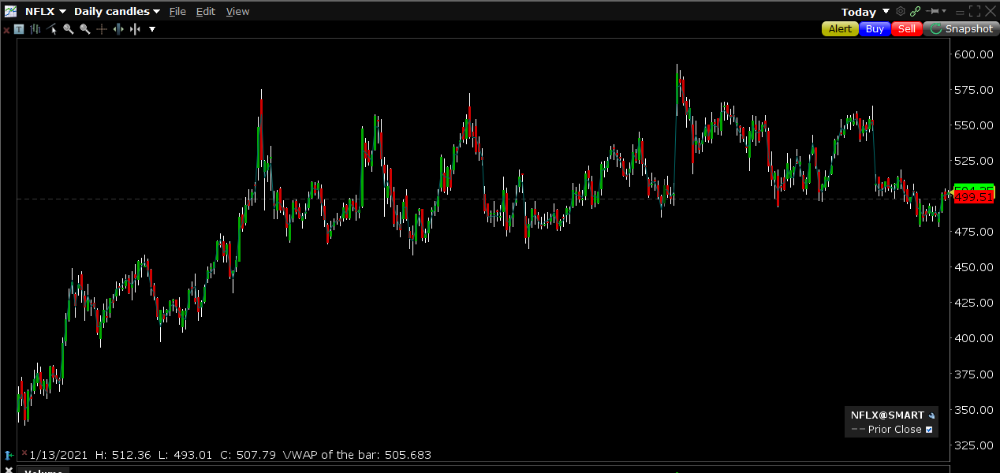 NFLX Daily candles File Edit View Today
Alert Buy Sell Snapshot
600.00
575.00
550.00
525.00
499.51
475.00
450.00
425.00
400.00
375.00
350.00
325.00
NFLX@SMART
Prior Close
1/13/2021 H: 512.36 L: 493.01 C: 507.79 VWAP of the bar: 505.683
Volume